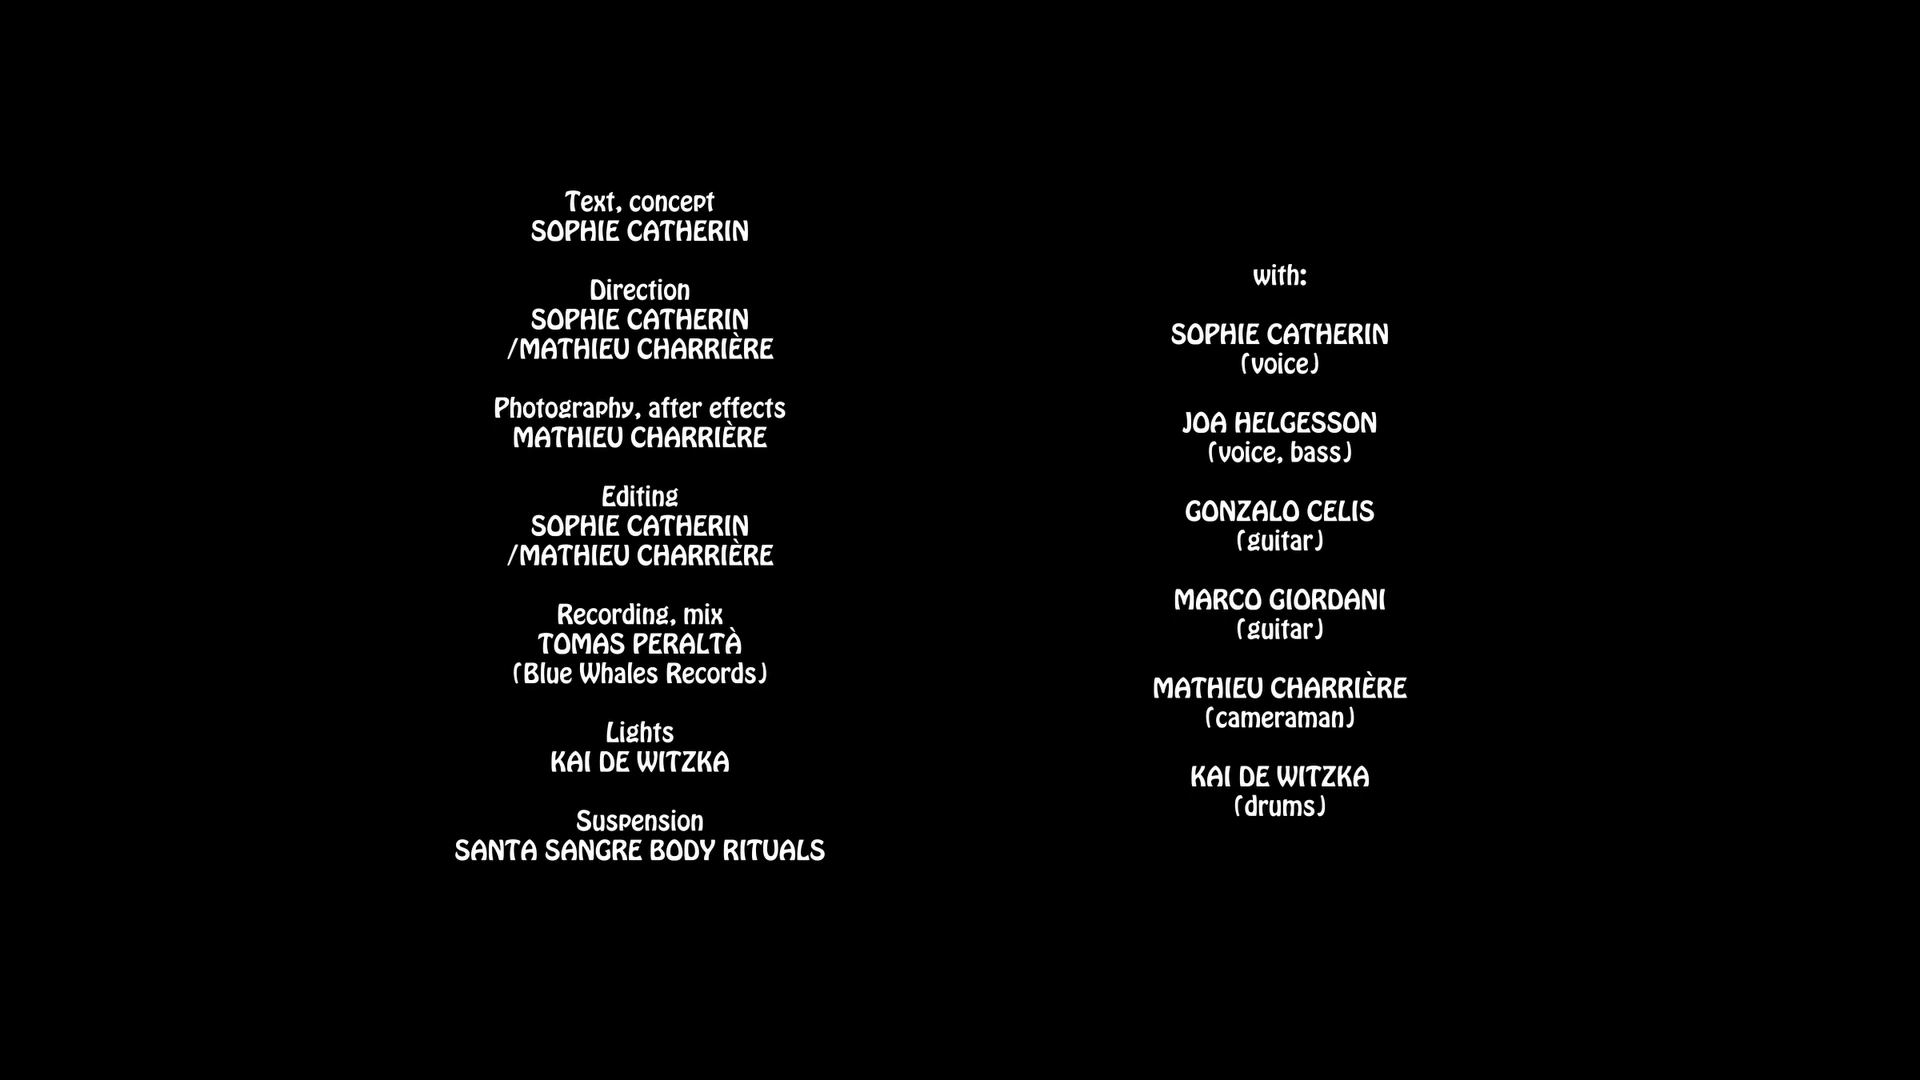 Text, concept
SOPHIE CATHERIN
Direction
SOPHIE CATHERIN
/MATHIEU CHARRIÈRE
Photography, after effects
MATHIEU CHARRIÈRE
Editing
SOPHIE CATHERIN
/MATHIEU CHARRIÈRE
Recording, mix
TOMAS PERALTÀ
(Blue Whales Records)
Lights
KAI DE WITZKA
Suspension
SANTA SANGRE BODY RITUALS
with:
SOPHIE CATHERIN
(voice)
JOA HELGESSON
(voice, bass)
GONZALO CELIS
(guitar)
MARCO GIORDANI
(guitar)
MATHIEU CHARRIÈRE
(cameraman)
KAI DE WITZKA
(drums)